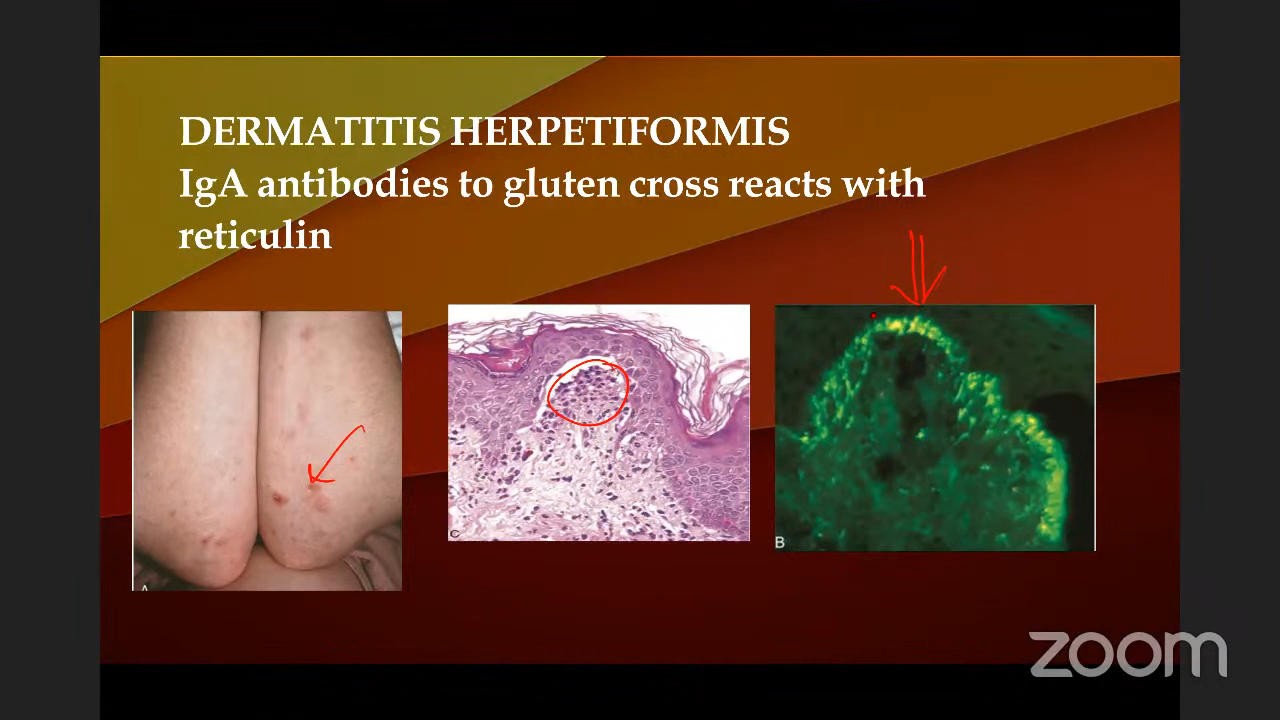 DERMATITIS HERPETIFORMIS
IgA antibodies to gluten cross reacts with
reticulin
A
C
B
zoom